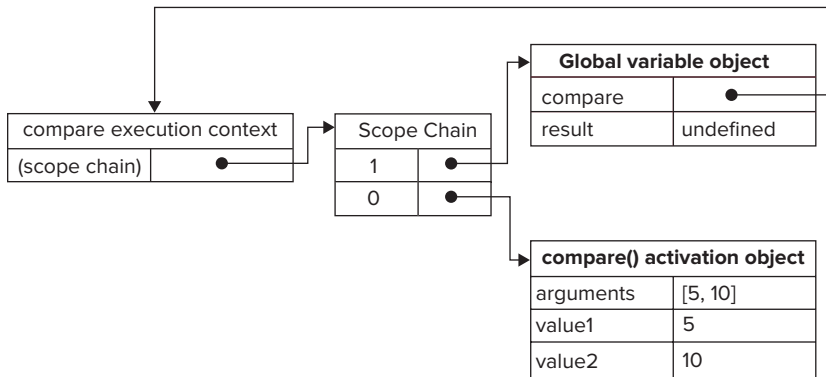 Global variable object
compare
result undefined
compare execution context
(scope chain)
Scope Chain
1
0
compare() activation object
arguments [5, 10]
value1 5
value2 10